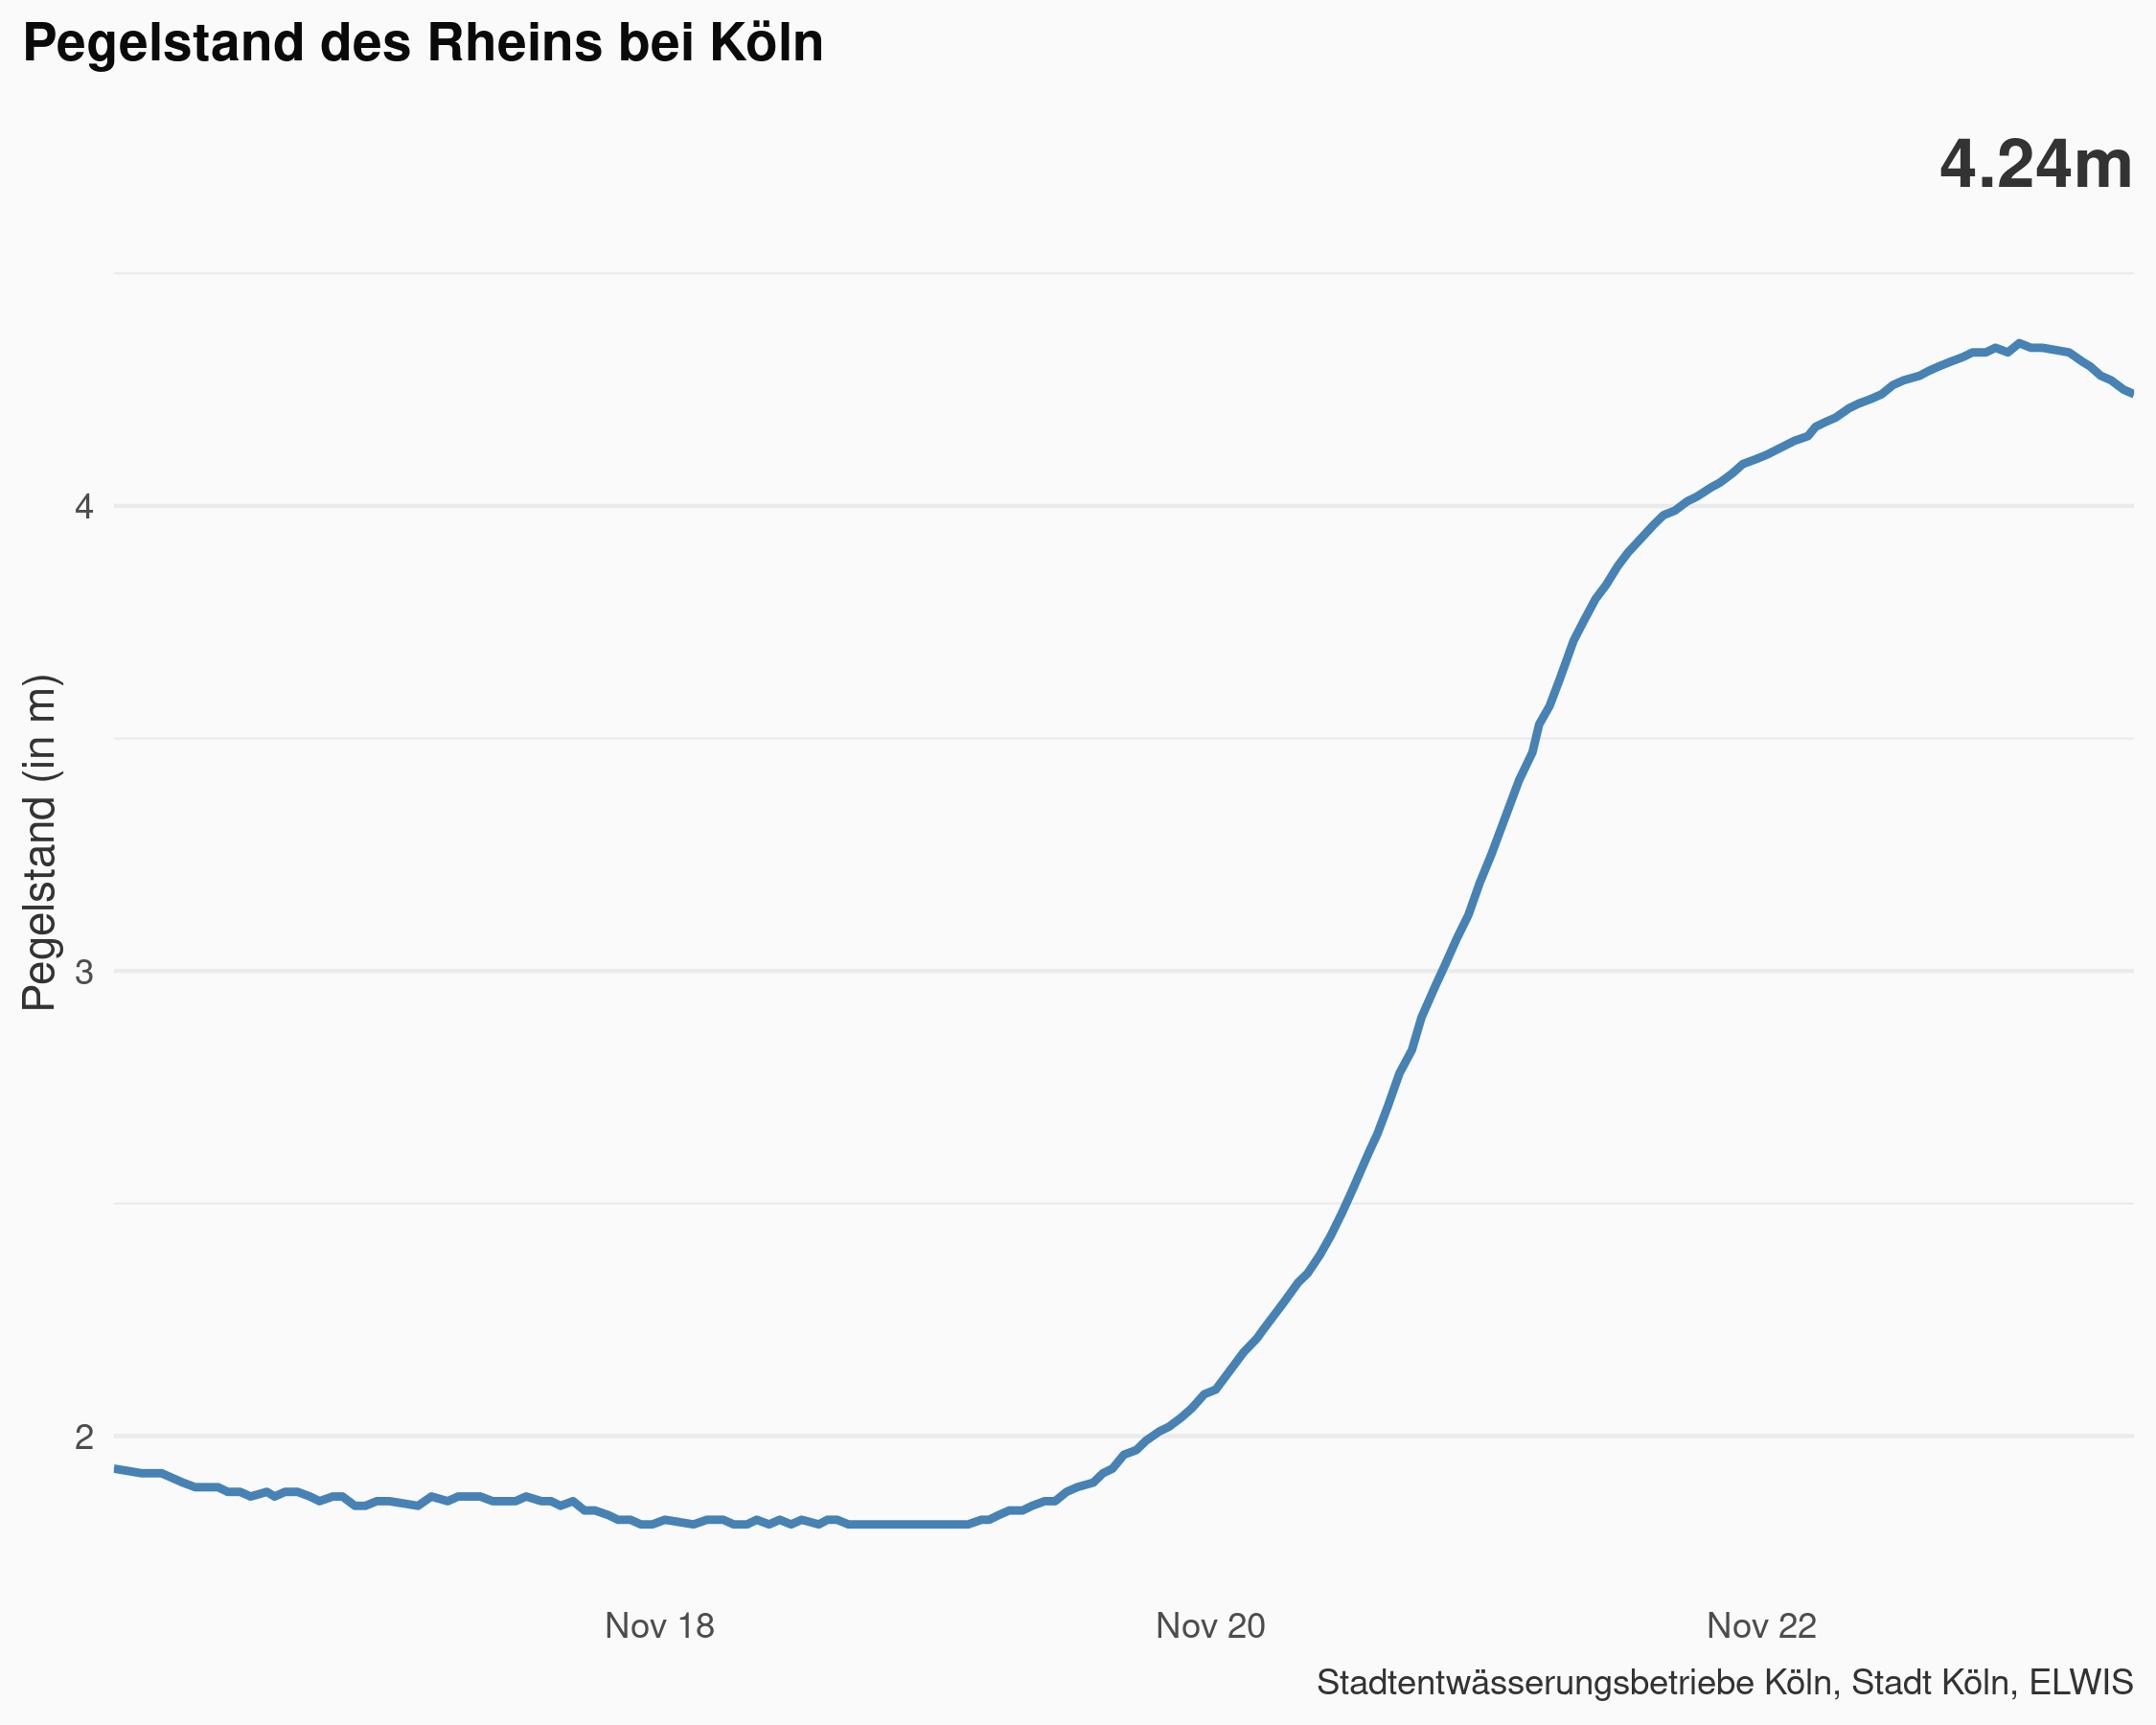 Pegelstand des Rheins bei Köln
4.24m
Pegelstand (in m)
4
3
2
Nov 18
Nov 20
Nov 22
Stadtentwässerungsbetriebe Köln, Stadt Köln, ELWIS